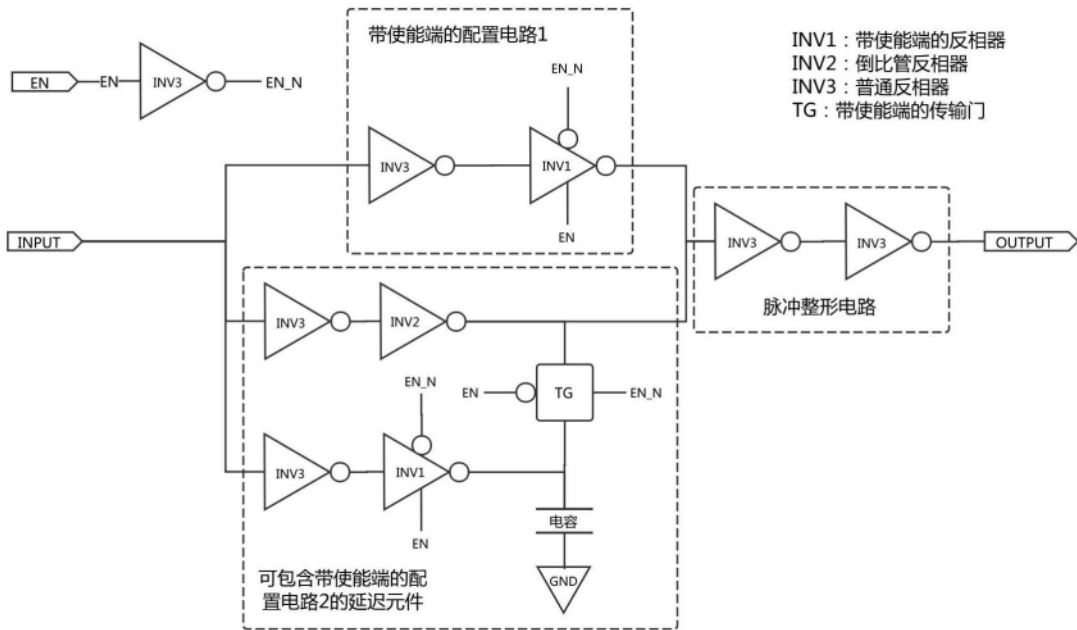 带使能端的配置电路1
INV1：带使能端的反相器
INV2：倒比管反相器
INV3：普通反相器
TG：带使能端的传输门
EN
EN
INV3
EN_N
EN_N
INV3
INV1
EN
INPUT
INV3
INV3
OUTPUT
脉冲整形电路
INV3
INV2
EN_N
EN
TG
EN_N
INV3
INV1
EN
电容
GND
可包含带使能端的配
置电路2的延迟元件